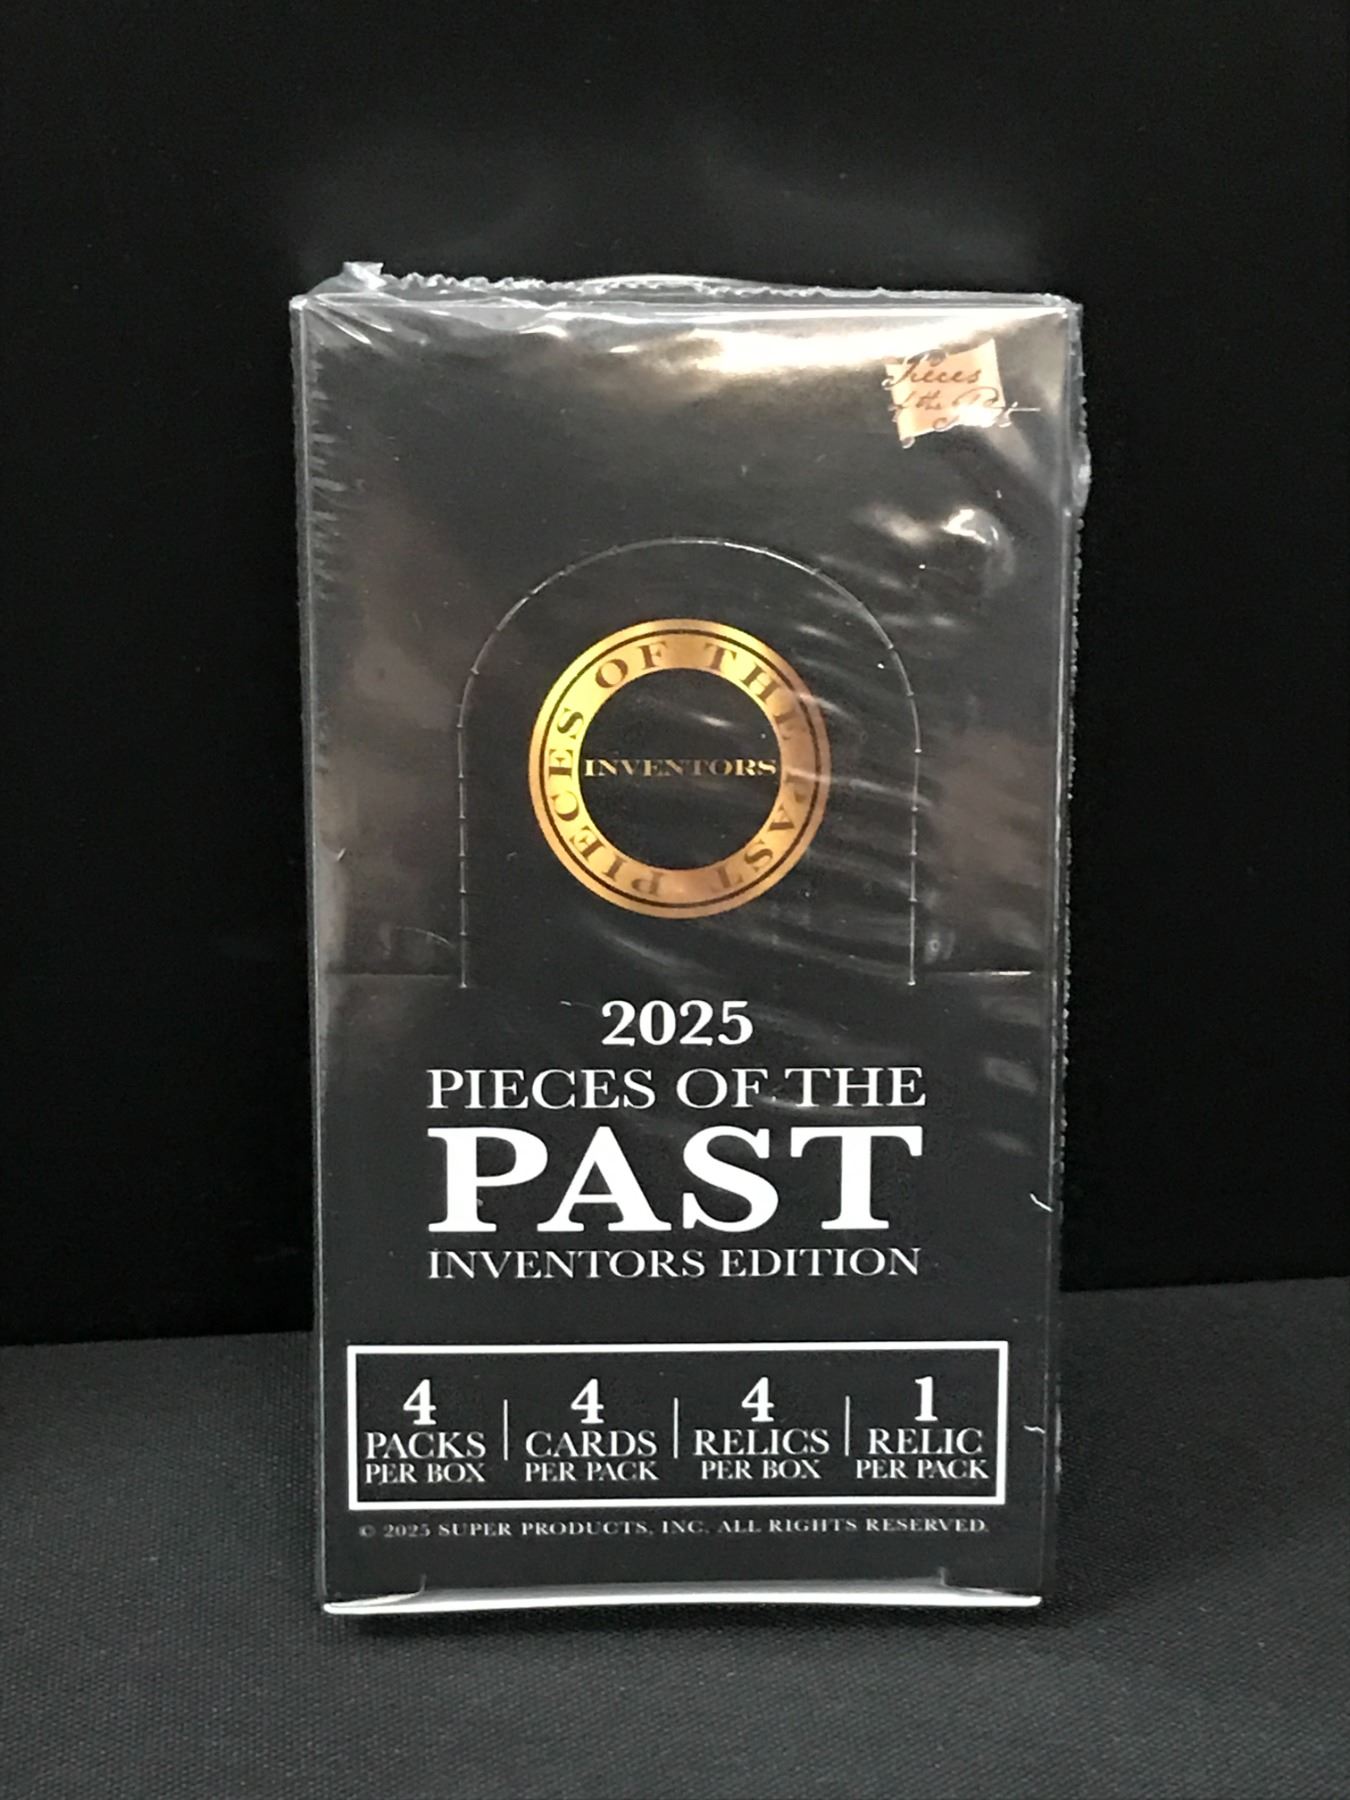 Pieces
of the Past
PIECES OF THE PAST
INVENTORS
2025
PIECES OF THE
PAST
INVENTORS EDITION
4 PACKS PER BOX
4 CARDS PER PACK
4 RELICS PER BOX
1 RELIC PER PACK
© 2025 SUPER PRODUCTS, INC. ALL RIGHTS RESERVED.